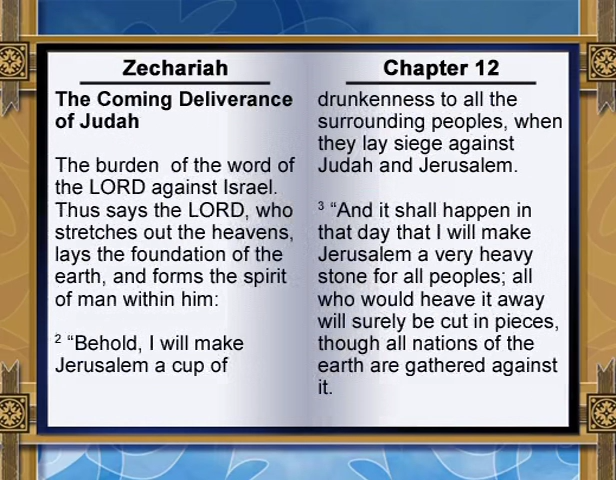 Zechariah
The Coming Deliverance
of Judah
The burden  of the word of
the LORD against Israel.
Thus says the LORD, who
stretches out the heavens,
lays the foundation of the
earth, and forms the spirit
of man within him:
2 “Behold, I will make
Jerusalem a cup of
Chapter 12
drunkenness to all the
surrounding peoples, when
they lay siege against
Judah and Jerusalem.
3 “And it shall happen in
that day that I will make
Jerusalem a very heavy
stone for all peoples; all
who would heave it away
will surely be cut in pieces,
though all nations of the
earth are gathered against
it.